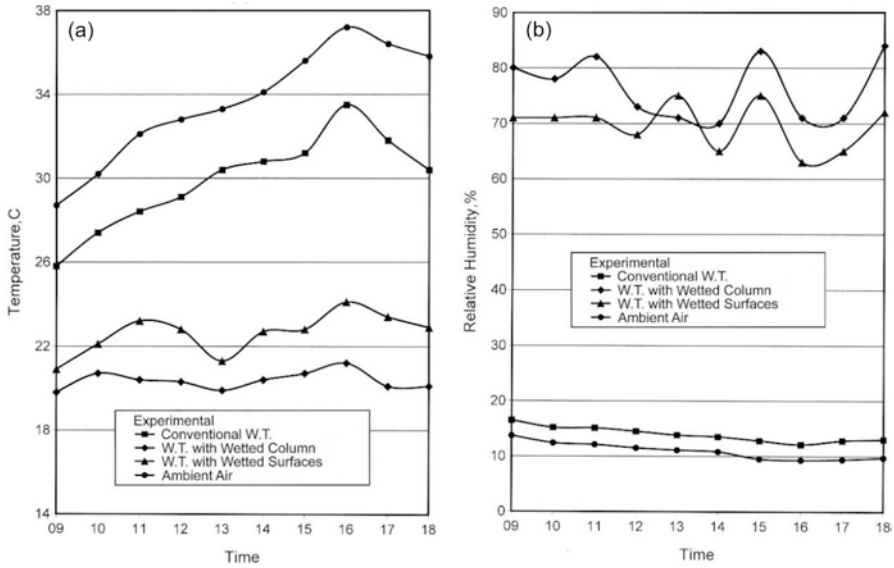 (a)
38
34
30
26
22
18
14
Temperature,C
Experimental
Conventional W.T.
W.T. with Wetted Column
W.T. with Wetted Surfaces
Ambient Air
09 10 11 12 13 14 15 16 17 18
Time
(b)
90
80
70
60
50
40
30
20
10
0
Relative Humidity,%
Experimental
Conventional W.T.
W.T. with Wetted Column
W.T. with Wetted Surfaces
Ambient Air
09 10 11 12 13 14 15 16 17 18
Time